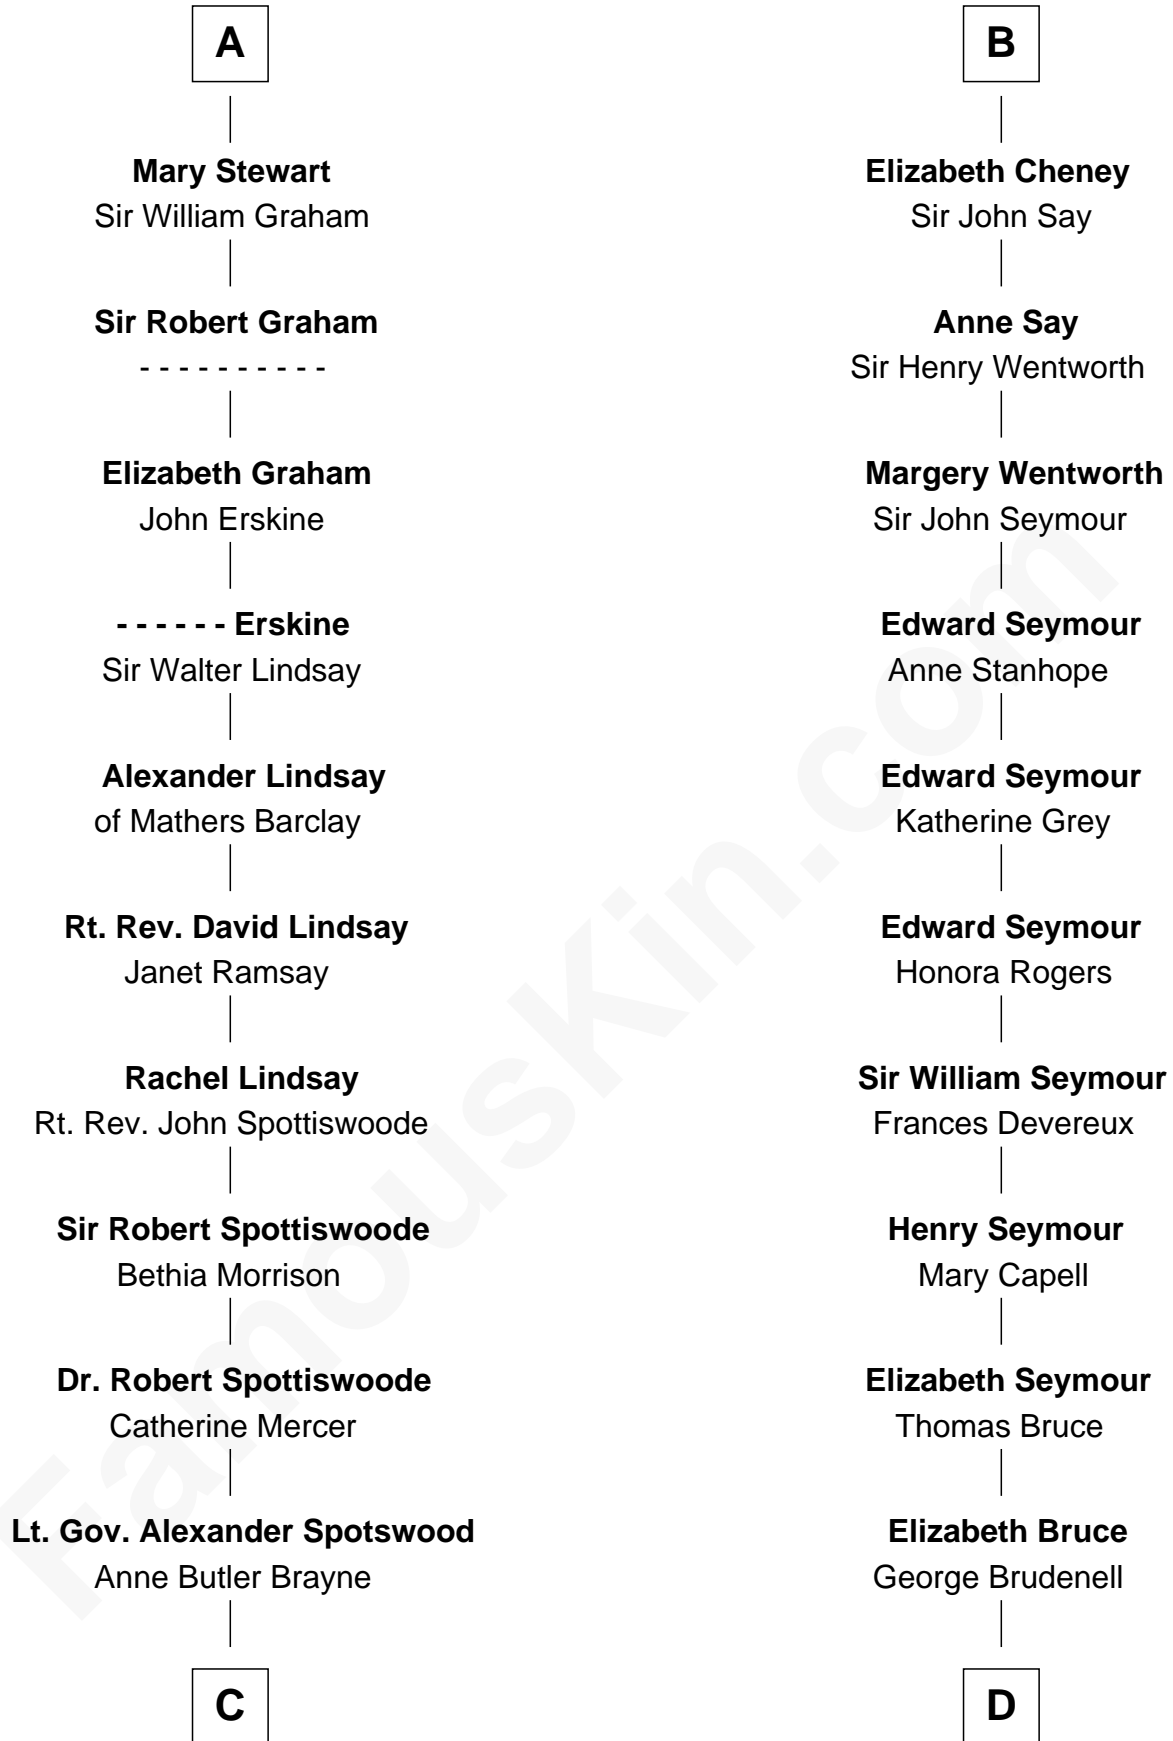 A
Mary Stewart
Sir William Graham
Sir Robert Graham
- - - - - - - - - -
Elizabeth Graham
John Erskine
- - - - - - Erskine
Sir Walter Lindsay
Alexander Lindsay
of Mathers Barclay
Rt. Rev. David Lindsay
Janet Ramsay
Rachel Lindsay
Rt. Rev. John Spottiswoode
Sir Robert Spottiswoode
Bethia Morrison
Dr. Robert Spottiswoode
Catherine Mercer
Lt. Gov. Alexander Spotswood
Anne Butler Brayne
C
B
Elizabeth Cheney
Sir John Say
Anne Say
Sir Henry Wentworth
Margery Wentworth
Sir John Seymour
Edward Seymour
Anne Stanhope
Edward Seymour
Katherine Grey
Edward Seymour
Honora Rogers
Sir William Seymour
Frances Devereux
Henry Seymour
Mary Capell
Elizabeth Seymour
Thomas Bruce
Elizabeth Bruce
George Brudenell
D
FamousKin.com